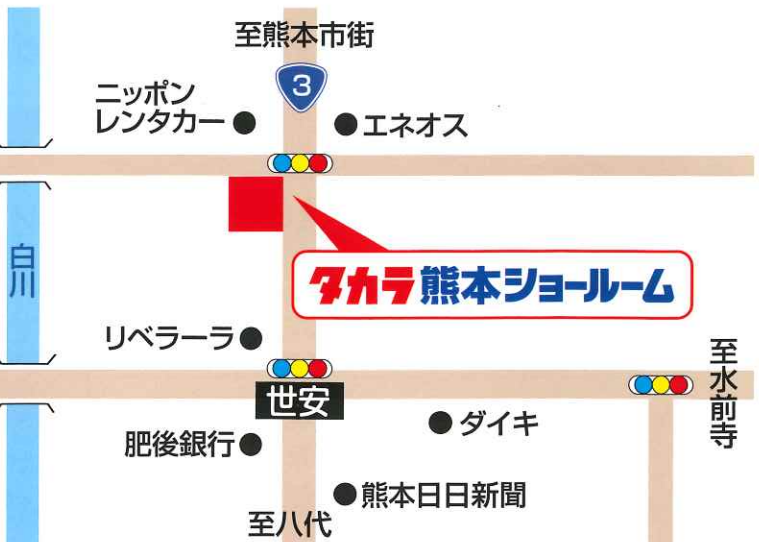 至熊本市街
3
ニッポン
レンタカー
エネオス
白川
タカラ熊本ショールーム
リベラーラ
世安
至水前寺
肥後銀行
ダイキ
熊本日日新聞
至八代